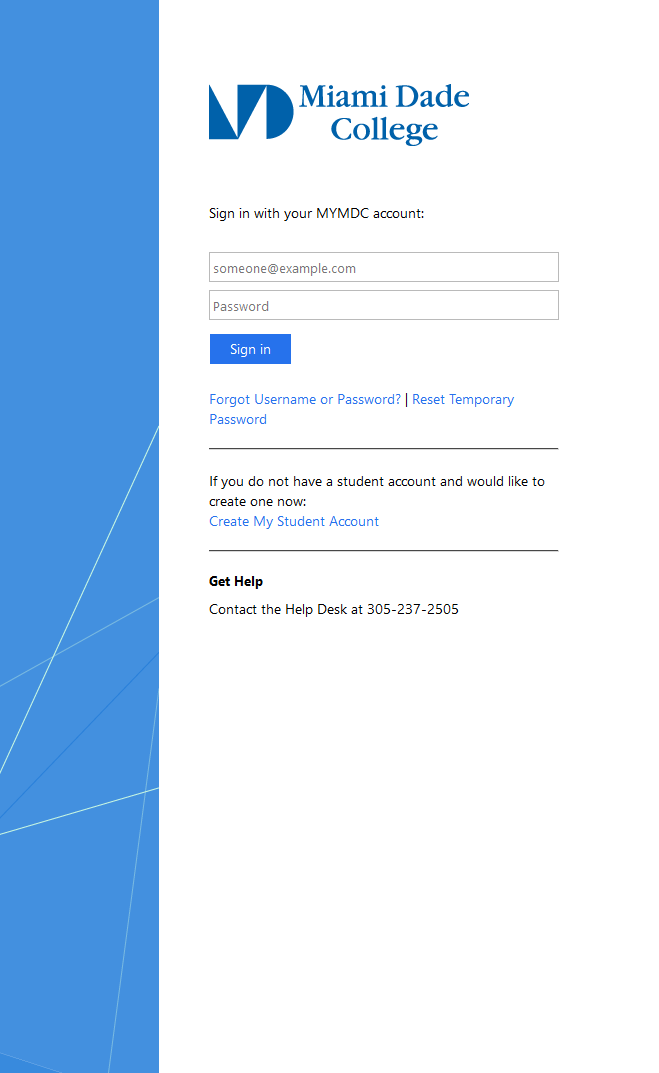 Miami Dade
College
Sign in with your MYMDC account:
someone@example.com
Password
Sign in
Forgot Username or Password? | Reset Temporary
Password
If you do not have a student account and would like to
create one now:
Create My Student Account
Get Help
Contact the Help Desk at 305-237-2505